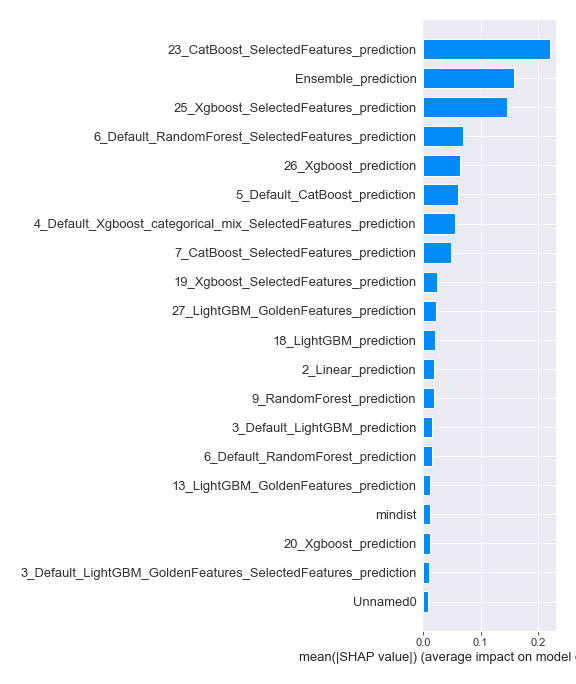 23_CatBoost_SelectedFeatures_prediction
Ensemble_prediction
25_Xgboost_SelectedFeatures_prediction
6_Default_RandomForest_SelectedFeatures_prediction
26_Xgboost_prediction
5_Default_CatBoost_prediction
4_Default_Xgboost_categorical_mix_SelectedFeatures_prediction
7_CatBoost_SelectedFeatures_prediction
19_Xgboost_SelectedFeatures_prediction
27_LightGBM_GoldenFeatures_prediction
18_LightGBM_prediction
2_Linear_prediction
9_RandomForest_prediction
3_Default_LightGBM_prediction
6_Default_RandomForest_prediction
13_LightGBM_GoldenFeatures_prediction
mindist
20_Xgboost_prediction
3_Default_LightGBM_GoldenFeatures_SelectedFeatures_prediction
Unnamed0
0.0 0.1 0.2
mean(|SHAP value|) (average impact on model